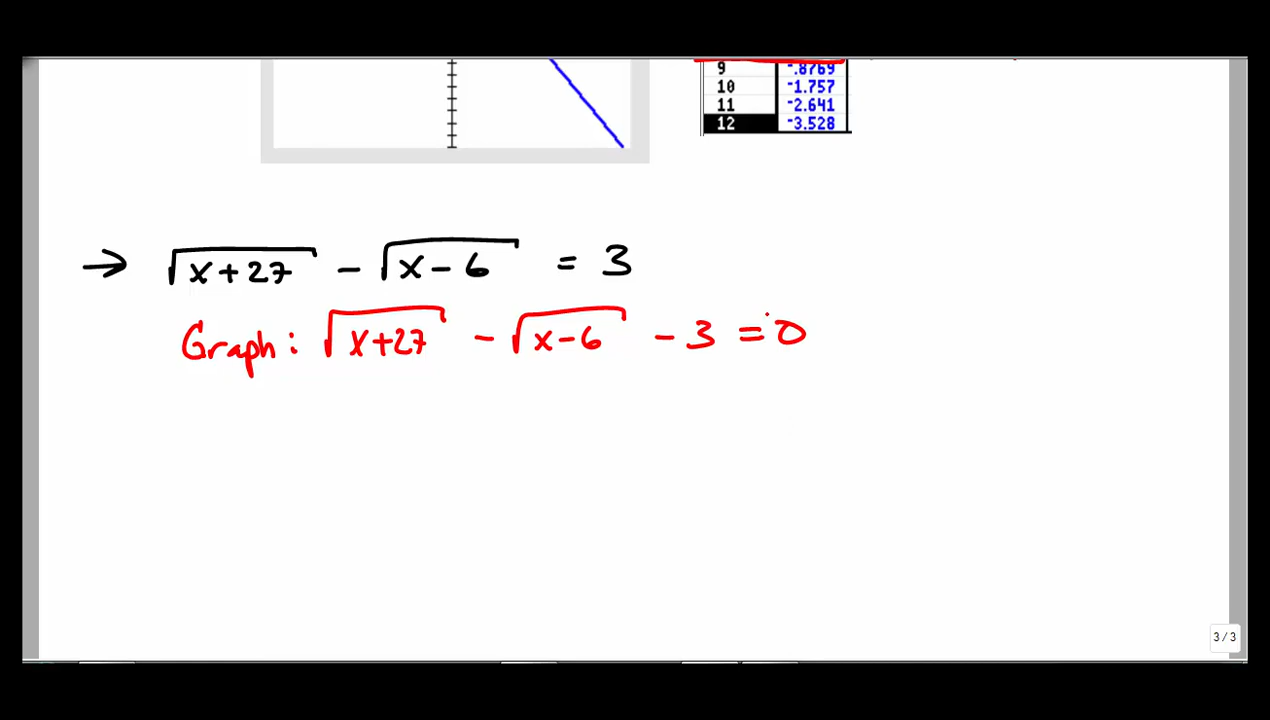 9 -.8769
10 -1.757
11 -2.641
12 -3.528
→ √x+27 - √x-6 = 3
Graph: √x+27 - √x-6 - 3 = 0
3 / 3